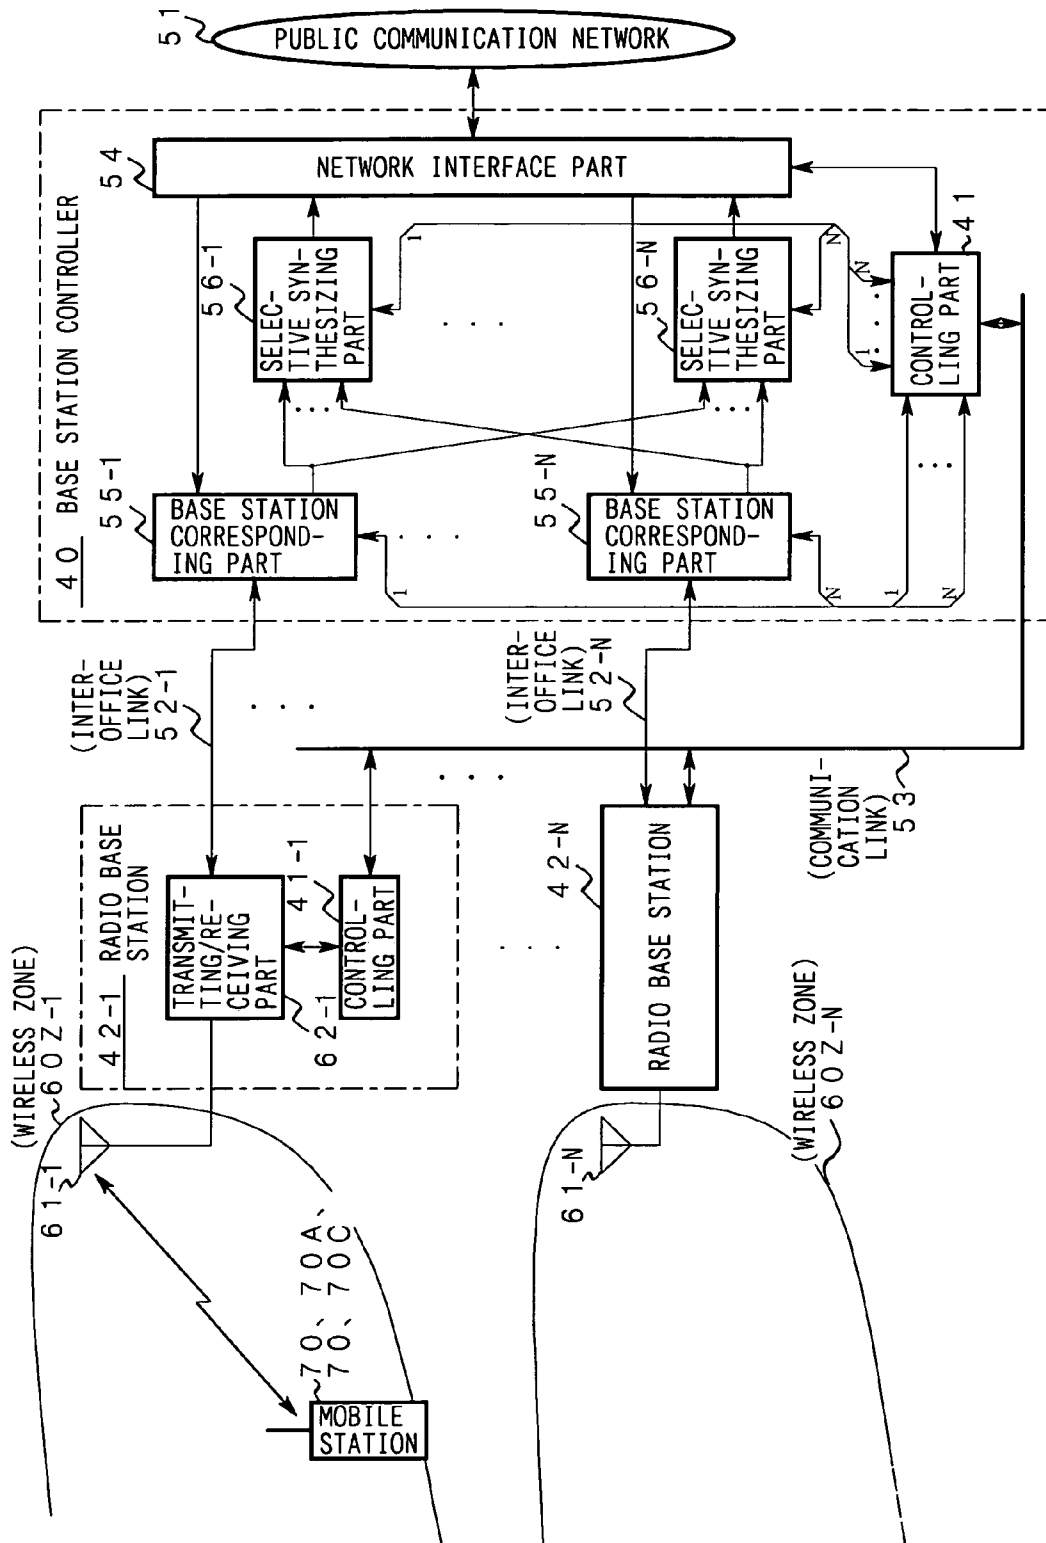 (WIRELESS ZONE)
60Z-1
61-1
70、70A、
70、70C
MOBILE
STATION
42-1 RADIO BASE
STATION
TRANSMIT-
TING/RE-
CEIVING
PART
62-1
41-1
CONTROL-
LING PART
(INTER-
OFFICE
LINK)
52-1
40 BASE STATION CONTROLLER
55-1
BASE STATION
CORRESPOND-
ING PART
56-1
SELEC-
TIVE SYN-
THESIZING
PART
54
NETWORK INTERFACE PART
51
PUBLIC COMMUNICATION NETWORK
61-N
(WIRELESS ZONE)
60Z-N
42-N
RADIO BASE STATION
(INTER-
OFFICE
LINK)
52-N
(COMMUNI-
CATION
LINK)
53
55-N
BASE STATION
CORRESPOND-
ING PART
56-N
SELEC-
TIVE SYN-
THESIZING
PART
1
N
1
N
1
N
1
N
CONTROL-
LING PART
41